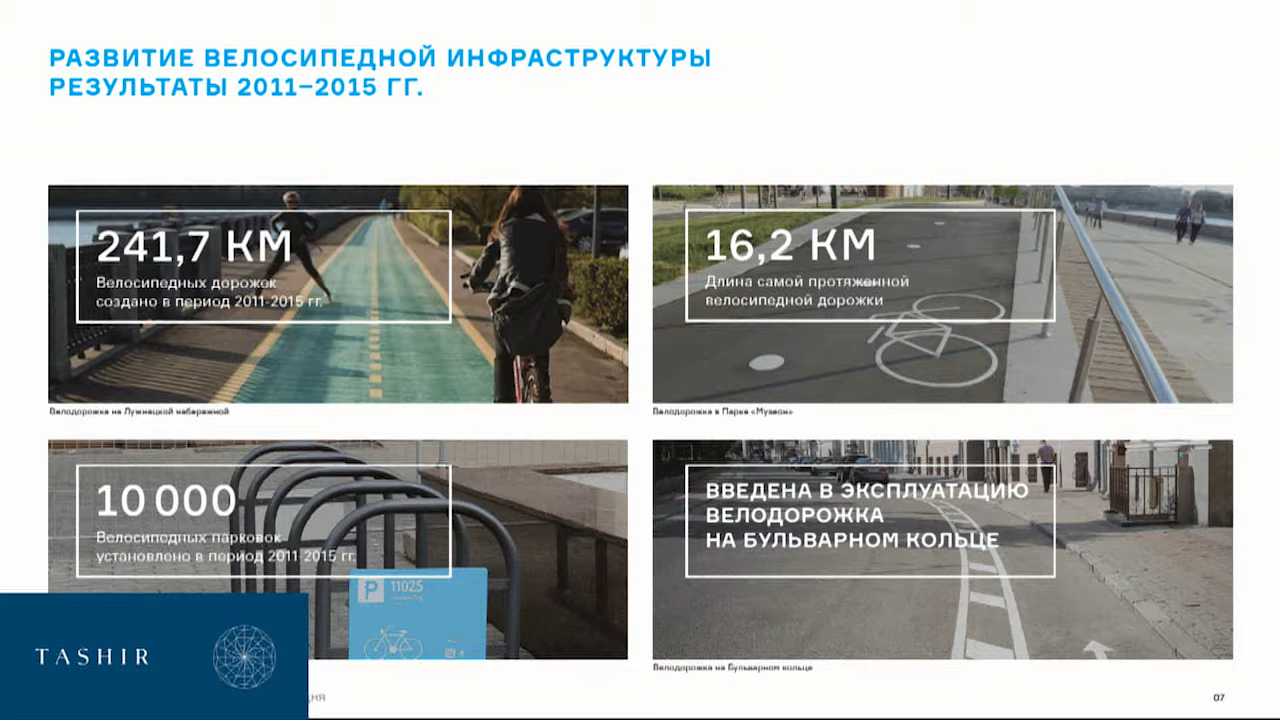 РАЗВИТИЕ ВЕЛОСИПЕДНОЙ ИНФРАСТРУКТУРЫ
РЕЗУЛЬТАТЫ 2011–2015 ГГ.
241,7 КМ
Велосипедных дорожек
создано в период 2011-2015 гг.
Велодорожка на Лужнецкой набережной
16,2 КМ
Длина самой протяженной
велосипедной дорожки
Велодорожка в Парке «Музеон»
10 000
Велосипедных парковок
установлено в период 2011-2015 гг.
P 11025
ВВЕДЕНА В ЭКСПЛУАТАЦИЮ
ВЕЛОДОРОЖКА
НА БУЛЬВАРНОМ КОЛЬЦЕ
Велодорожка на Бульварном кольце
TASHIR
07